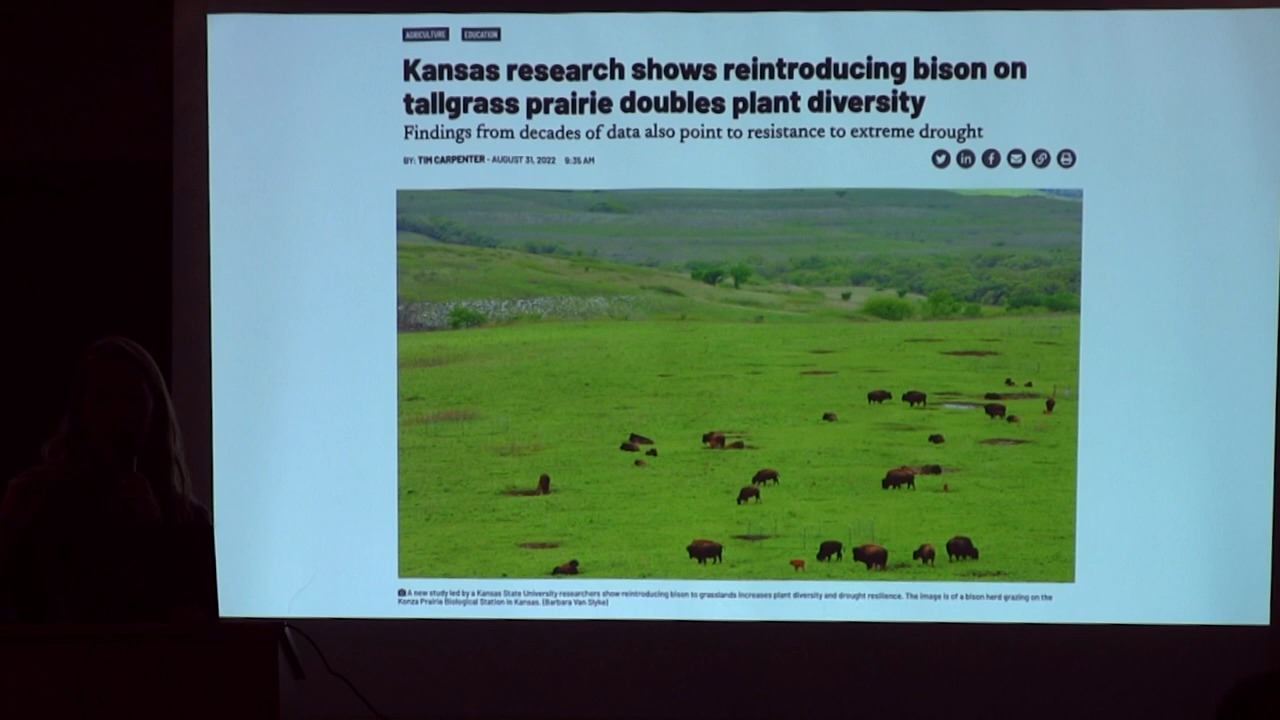 AGRICULTURE EDUCATION
Kansas research shows reintroducing bison on
tallgrass prairie doubles plant diversity
Findings from decades of data also point to resistance to extreme drought
BY: TIM CARPENTER - AUGUST 31, 2022 9:35 AM
A new study led by a Kansas State University researchers show reintroducing bison to grasslands increases plant diversity and drought resilience. The image is of a bison herd grazing on the
Konza Prairie Biological Station in Kansas. (Barbara Van Slyke)